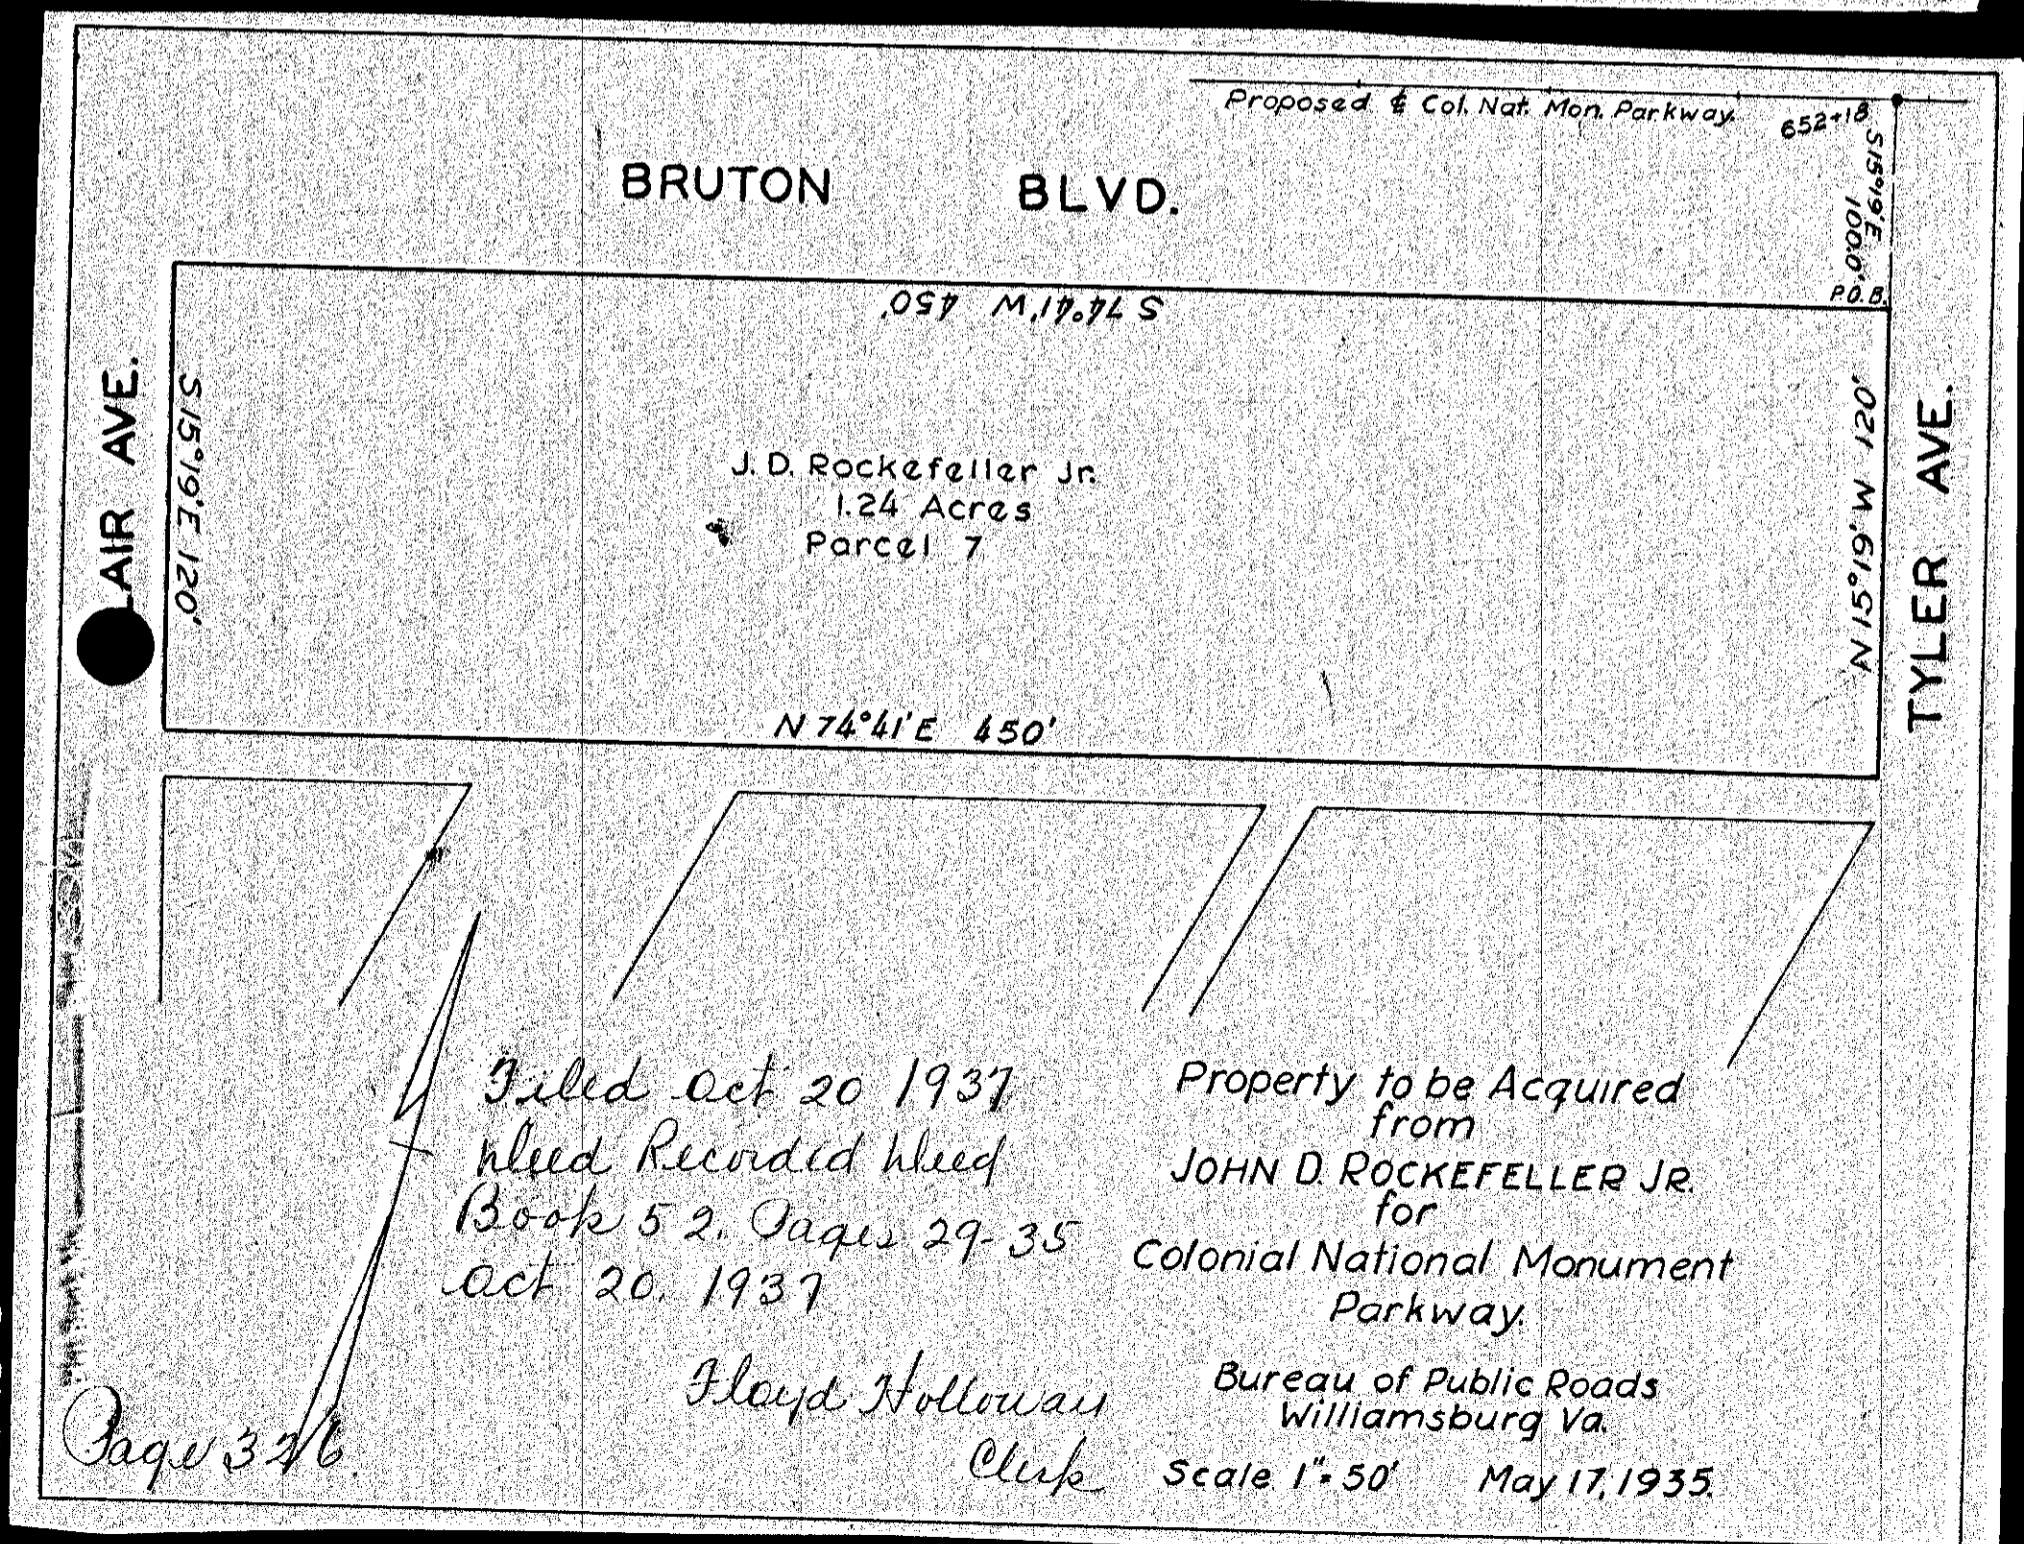 Proposed ℄ Col. Nat. Mon. Parkway.
652+18
S15°19'E
100.0'
P.O.B.
BRUTON BLVD.
S 74°41'W 450'
LAIR AVE.
S15°19'E 120'
J. D. Rockefeller Jr.
1.24 Acres
Parcel 7
N 15°19'W 120'
TYLER AVE.
N 74°41'E 450'
Filed Oct 20 1937
Deed Recorded Deed
Book 52. Pages 29-35
Oct 20. 1937
Floyd Holloway
Clerk
Page 326.
Property to be Acquired
from
JOHN D. ROCKEFELLER JR.
for
Colonial National Monument
Parkway.
Bureau of Public Roads
Williamsburg Va.
Scale 1"=50' May 17, 1935.